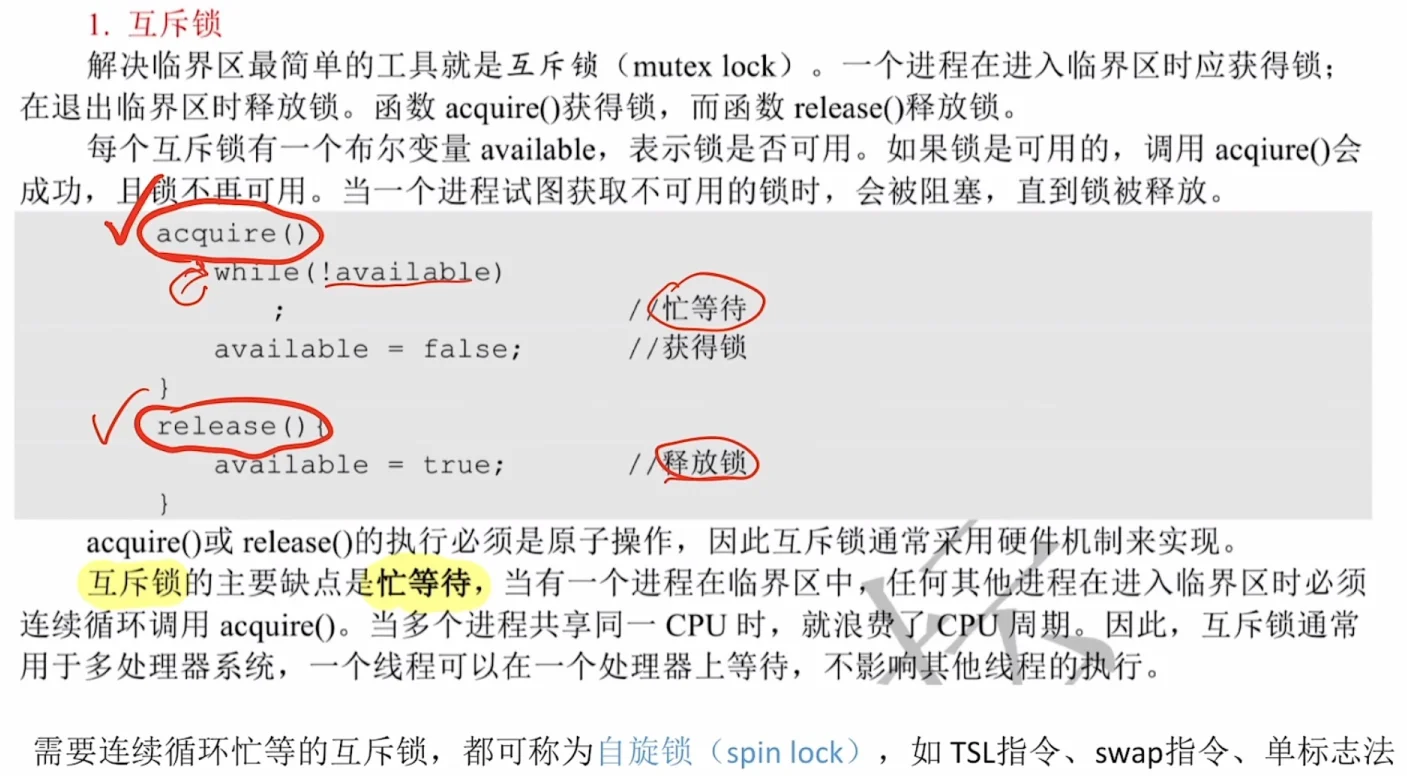 1. 互斥锁
解决临界区最简单的工具就是互斥锁（mutex lock）。一个进程在进入临界区时应获得锁；
在退出临界区时释放锁。函数 acquire()获得锁，而函数 release()释放锁。
每个互斥锁有一个布尔变量 available，表示锁是否可用。如果锁是可用的，调用 acqiure()会
成功，且锁不再可用。当一个进程试图获取不可用的锁时，会被阻塞，直到锁被释放。
acquire()
while(!available)
; //忙等待
available = false; //获得锁
}
release(){
available = true; //释放锁
}
acquire()或 release()的执行必须是原子操作，因此互斥锁通常采用硬件机制来实现。
互斥锁的主要缺点是忙等待，当有一个进程在临界区中，任何其他进程在进入临界区时必须
连续循环调用 acquire()。当多个进程共享同一 CPU 时，就浪费了 CPU 周期。因此，互斥锁通常
用于多处理器系统，一个线程可以在一个处理器上等待，不影响其他线程的执行。
需要连续循环忙等的互斥锁，都可称为自旋锁（spin lock），如 TSL指令、swap指令、单标志法